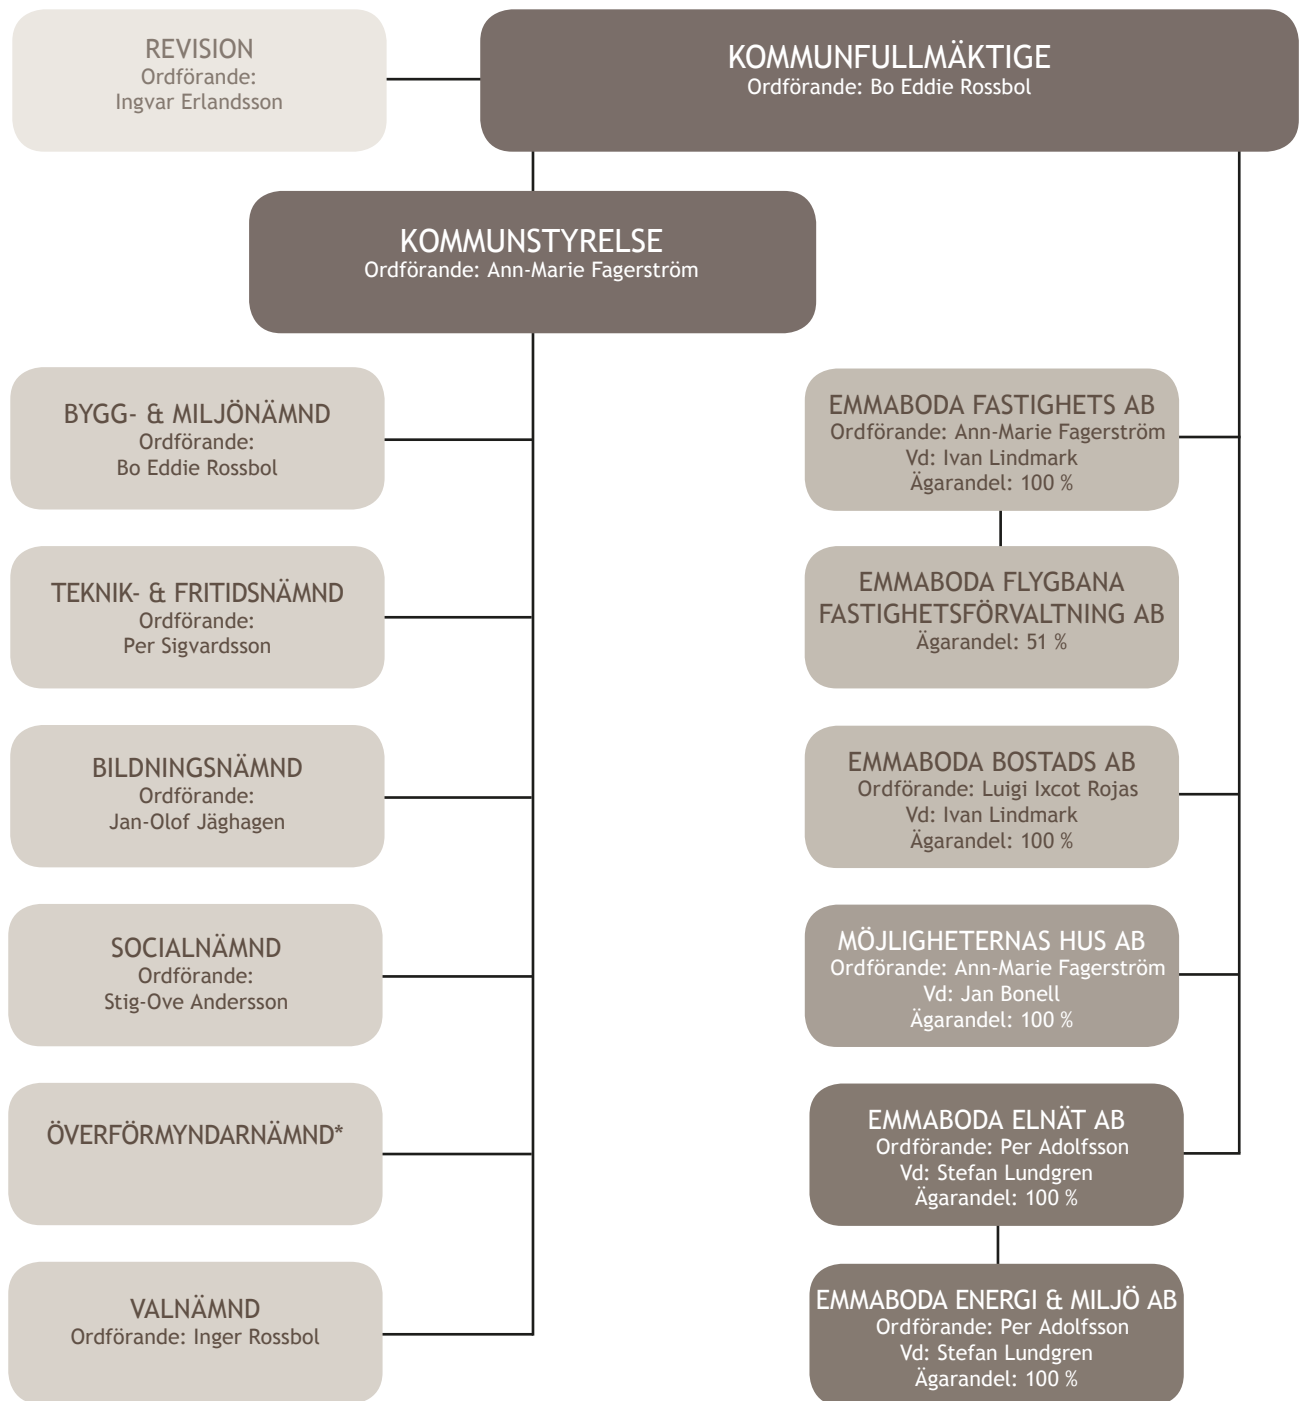 REVISION
Ordförande:
Ingvar Erlandsson
KOMMUNFULLMÄKTIGE
Ordförande: Bo Eddie Rossbol
KOMMUNSTYRELSE
Ordförande: Ann-Marie Fagerström
BYGG- & MILJÖNÄMND
Ordförande:
Bo Eddie Rossbol
TEKNIK- & FRITIDSNÄMND
Ordförande:
Per Sigvardsson
BILDNINGSNÄMND
Ordförande:
Jan-Olof Jäghagen
SOCIALNÄMND
Ordförande:
Stig-Ove Andersson
ÖVERFÖRMYNDARNÄMND*
VALNÄMND
Ordförande: Inger Rossbol
EMMABODA FASTIGHETS AB
Ordförande: Ann-Marie Fagerström
Vd: Ivan Lindmark
Ägarandel: 100 %
EMMABODA FLYGBANA
FASTIGHETSFÖRVALTNING AB
Ägarandel: 51 %
EMMABODA BOSTADS AB
Ordförande: Luigi Ixcot Rojas
Vd: Ivan Lindmark
Ägarandel: 100 %
MÖJLIGHETERNAS HUS AB
Ordförande: Ann-Marie Fagerström
Vd: Jan Bonell
Ägarandel: 100 %
EMMABODA ELNÄT AB
Ordförande: Per Adolfsson
Vd: Stefan Lundgren
Ägarandel: 100 %
EMMABODA ENERGI & MILJÖ AB
Ordförande: Per Adolfsson
Vd: Stefan Lundgren
Ägarandel: 100 %